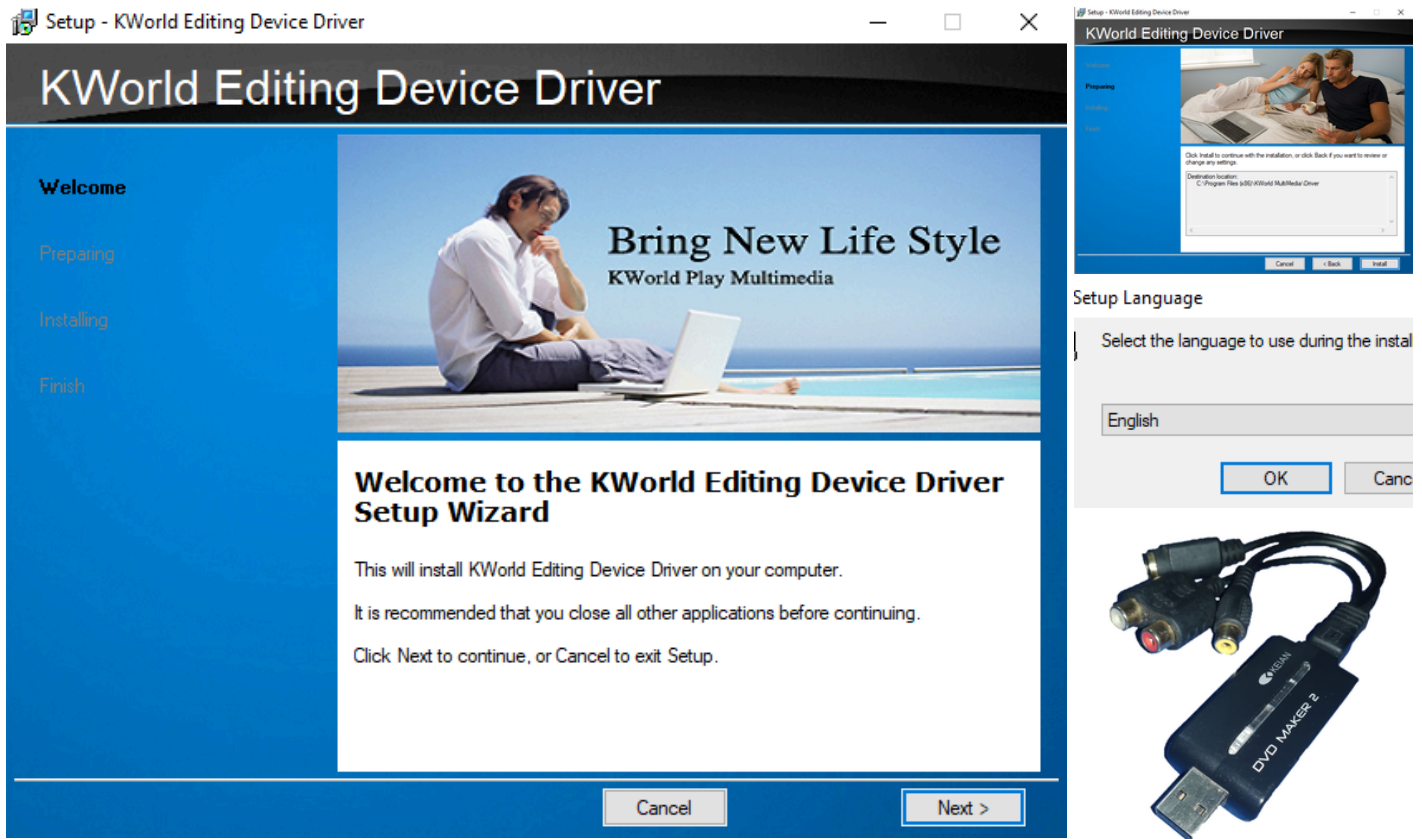 Setup - KWorld Editing Device Driver
KWorld Editing Device Driver
Welcome
Preparing
Installing
Finish
Bring New Life Style
KWorld Play Multimedia
Welcome to the KWorld Editing Device Driver
Setup Wizard
This will install KWorld Editing Device Driver on your computer.
It is recommended that you close all other applications before continuing.
Click Next to continue, or Cancel to exit Setup.
Cancel
Next >
Setup - KWorld Editing Device Driver
KWorld Editing Device Driver
Welcome
Preparing
Installing
Finish
Click Install to continue with the installation, or click Back if you want to review or
change any settings.
Destination location:
C:\Program Files (x86)\KWorld MultiMedia\Driver
Cancel
< Back
Install
Setup Language
Select the language to use during the instal
English
OK
Canc
KEIAN
DVD MAKER 2